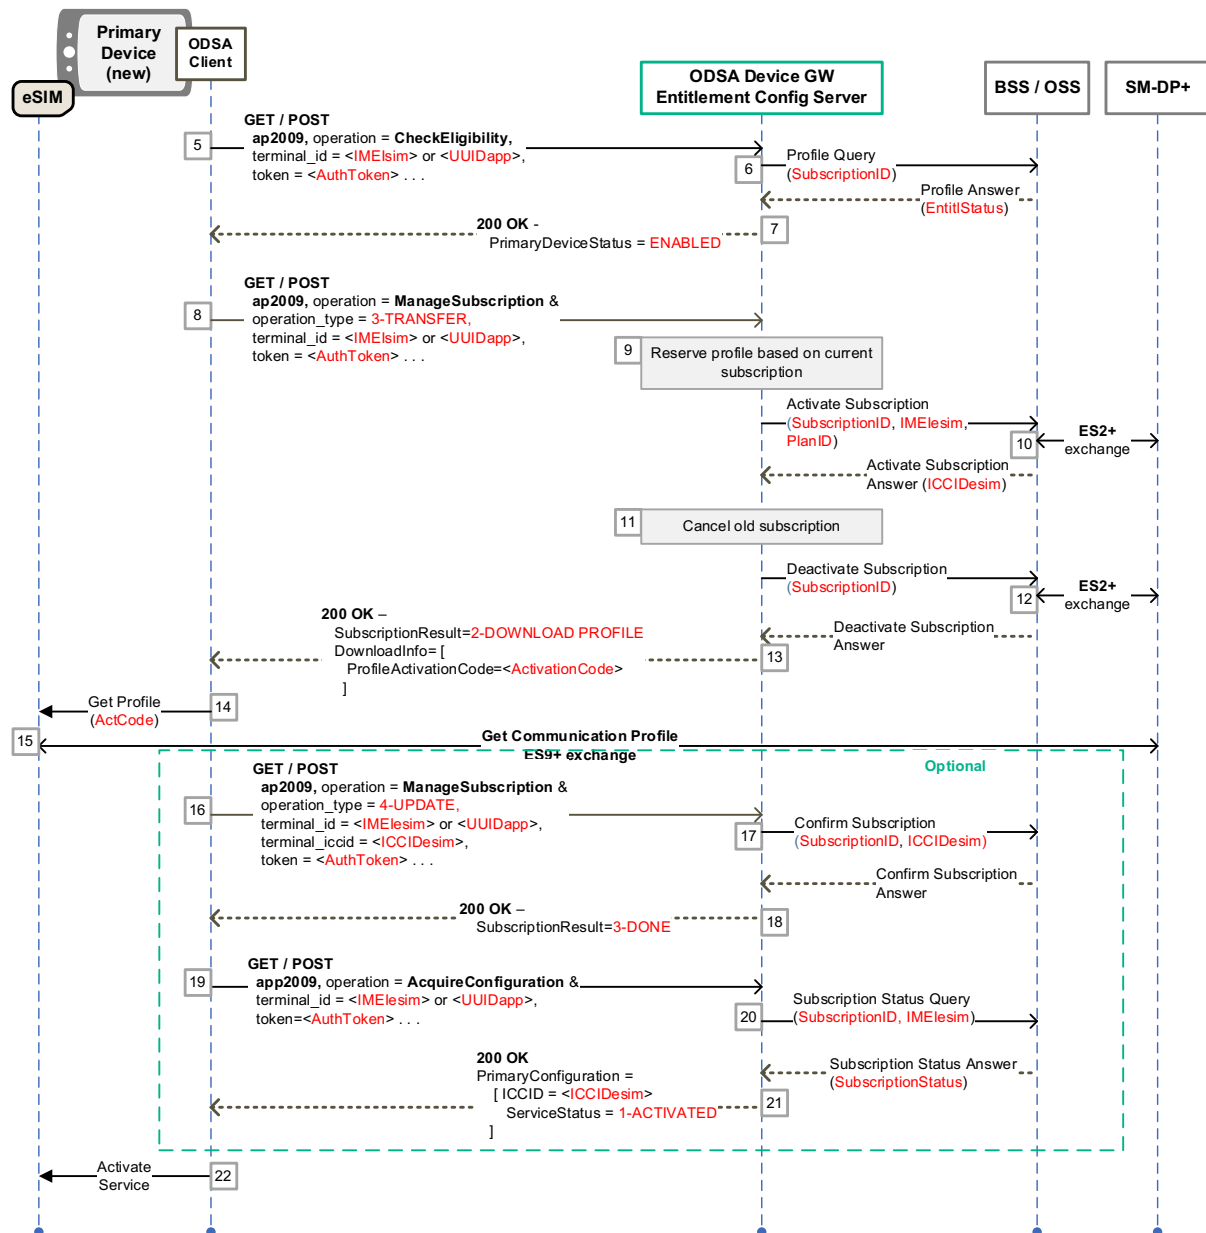 Primary
Device
(new)
ODSA
Client
eSIM
ODSA Device GW
Entitlement Config Server
BSS / OSS
SM-DP+
GET / POST
ap2009, operation = CheckEligibility,
terminal_id = <IMEIsim> or <UUIDapp>,
token = <AuthToken> . . .
5
6
Profile Query
(SubscriptionID)
Profile Answer
(EntitlStatus)
7
200 OK -
PrimaryDeviceStatus = ENABLED
GET / POST
ap2009, operation = ManageSubscription &
operation_type = 3-TRANSFER,
terminal_id = <IMEIsim> or <UUIDapp>,
token = <AuthToken> . . .
8
9
Reserve profile based on current
subscription
Activate Subscription
(SubscriptionID, IMEIesim,
PlanID)
10
ES2+
exchange
Activate Subscription
Answer (ICCIDesim)
11
Cancel old subscription
Deactivate Subscription
(SubscriptionID)
12
ES2+
exchange
Deactivate Subscription
Answer
13
200 OK –
SubscriptionResult=2-DOWNLOAD PROFILE
DownloadInfo= [
ProfileActivationCode=<ActivationCode>
]
14
Get Profile
(ActCode)
15
Get Communication Profile
ES9+ exchange
Optional
GET / POST
ap2009, operation = ManageSubscription &
operation_type = 4-UPDATE,
terminal_id = <IMEIesim> or <UUIDapp>,
terminal_iccid = <ICCIDesim>,
token = <AuthToken> . . .
16
17
Confirm Subscription
(SubscriptionID, ICCIDesim)
Confirm Subscription
Answer
18
200 OK –
SubscriptionResult=3-DONE
GET / POST
app2009, operation = AcquireConfiguration &
terminal_id = <IMEIesim> or <UUIDapp>,
token=<AuthToken> . . .
19
20
Subscription Status Query
(SubscriptionID, IMEIesim)
Subscription Status Answer
(SubscriptionStatus)
21
200 OK
PrimaryConfiguration =
[ ICCID = <ICCIDesim>
ServiceStatus = 1-ACTIVATED
]
22
Activate
Service